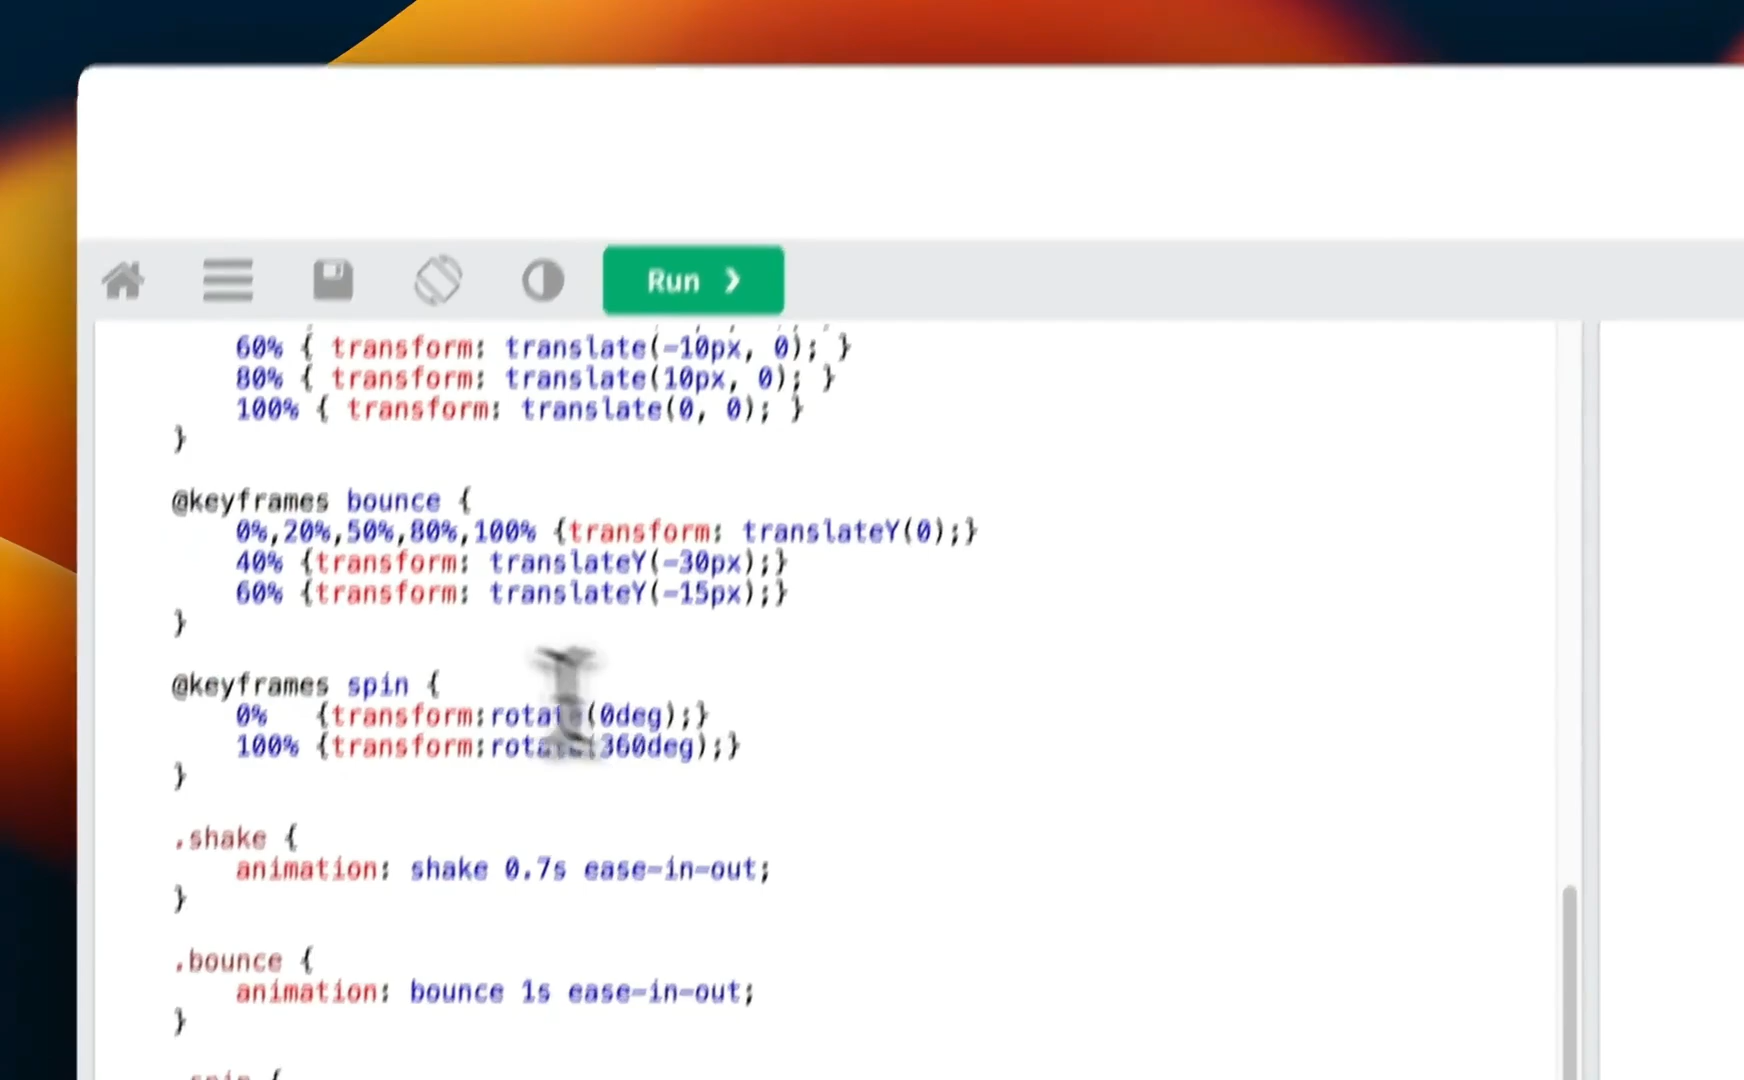 Run
60% { transform: translate(-10px, 0); }
80% { transform: translate(10px, 0); }
100% { transform: translate(0, 0); }
}
@keyframes bounce {
0%,20%,50%,80%,100% {transform: translateY(0);}
40% {transform: translateY(-30px);}
60% {transform: translateY(-15px);}
}
@keyframes spin {
0% {transform:rotate(0deg);}
100% {transform:rotate(360deg);}
}
.shake {
animation: shake 0.7s ease-in-out;
}
.bounce {
animation: bounce 1s ease-in-out;
}
.spin {